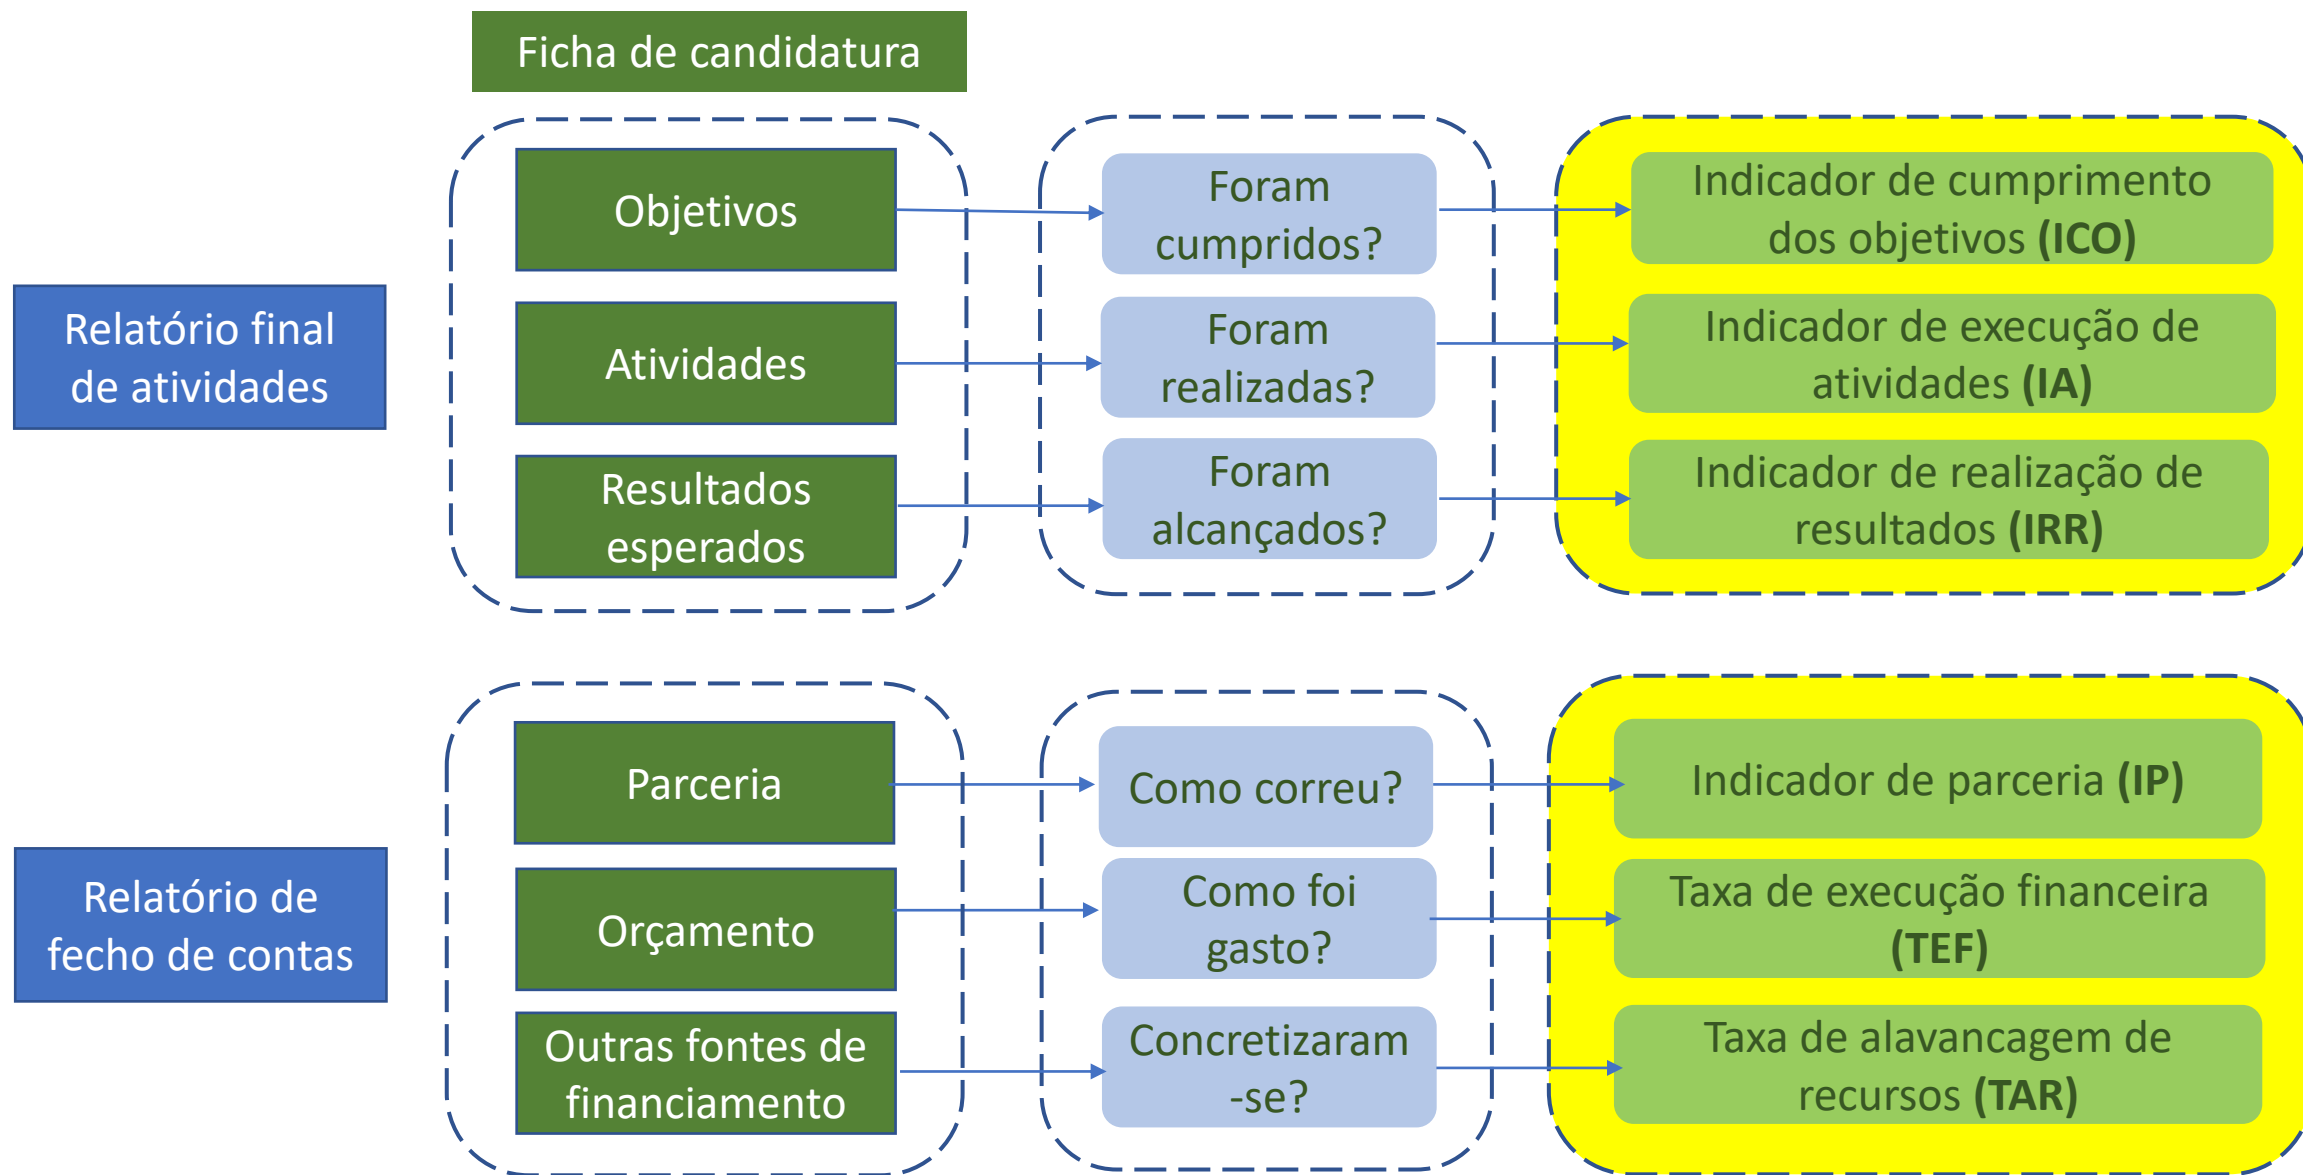 Ficha de candidatura
Relatório final
de atividades
Objetivos
Foram
cumpridos?
Indicador de cumprimento
dos objetivos (ICO)
Atividades
Foram
realizadas?
Indicador de execução de
atividades (IA)
Resultados
esperados
Foram
alcançados?
Indicador de realização de
resultados (IRR)
Relatório de
fecho de contas
Parceria
Como correu?
Indicador de parceria (IP)
Orçamento
Como foi
gasto?
Taxa de execução financeira
(TEF)
Outras fontes de
financiamento
Concretizaram
-se?
Taxa de alavancagem de
recursos (TAR)